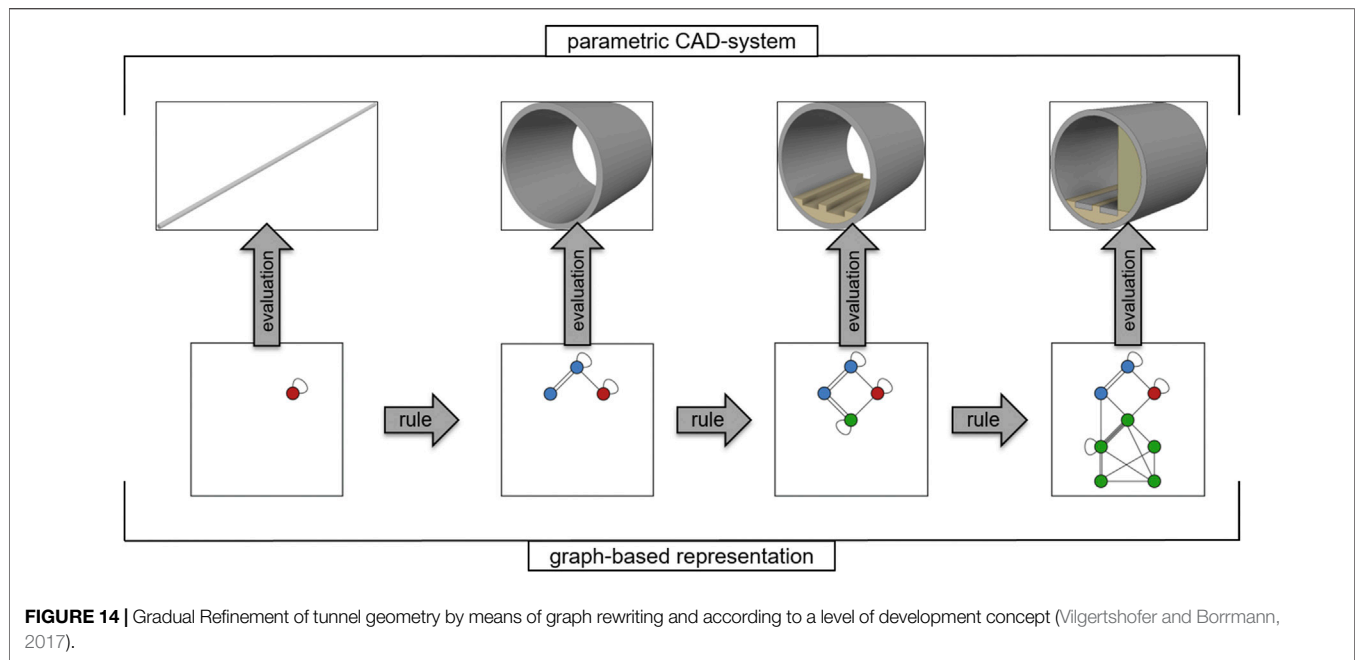 parametric CAD-system
evaluation
evaluation
evaluation
evaluation
rule
rule
rule
graph-based representation
FIGURE 14 | Gradual Refinement of tunnel geometry by means of graph rewriting and according to a level of development concept (Vilgertshofer and Borrmann,
2017).